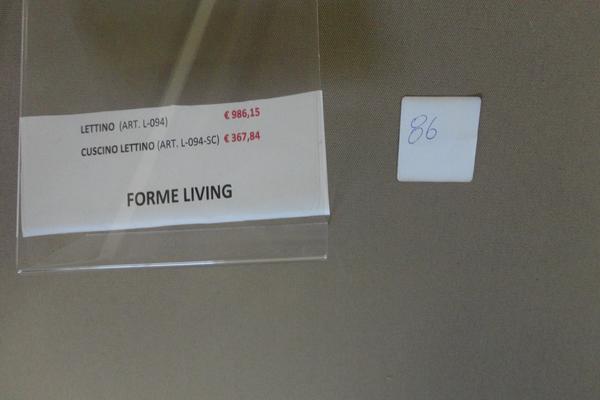 LETTINO (ART. L-094) € 986,15
CUSCINO LETTINO (ART. L-094-SC) € 367,84
FORME LIVING
86